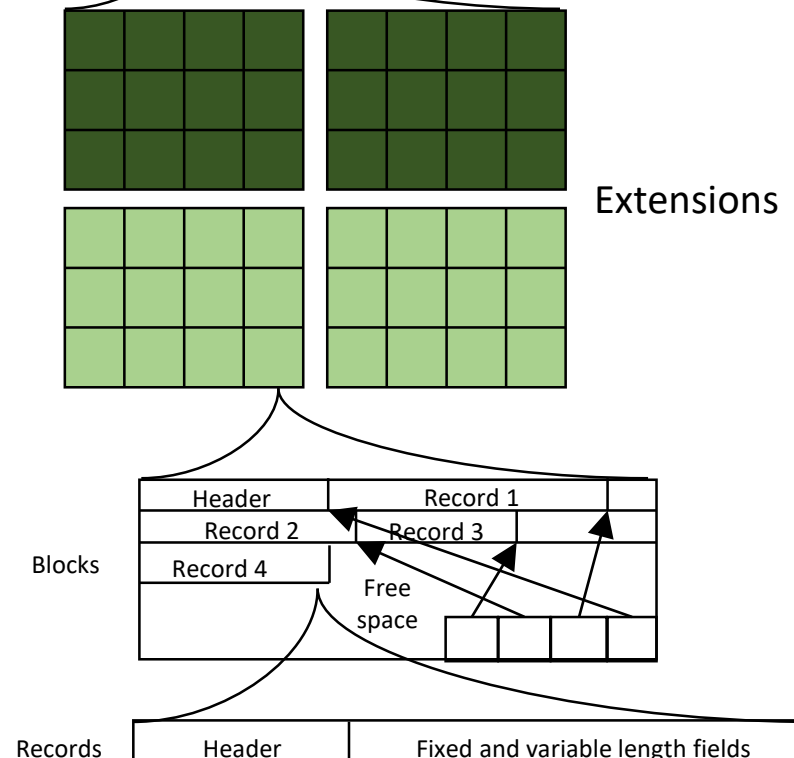 Extensions
Header
Record 1
Record 2
Record 3
Blocks
Record 4
Free
space
Records
Header
Fixed and variable length fields